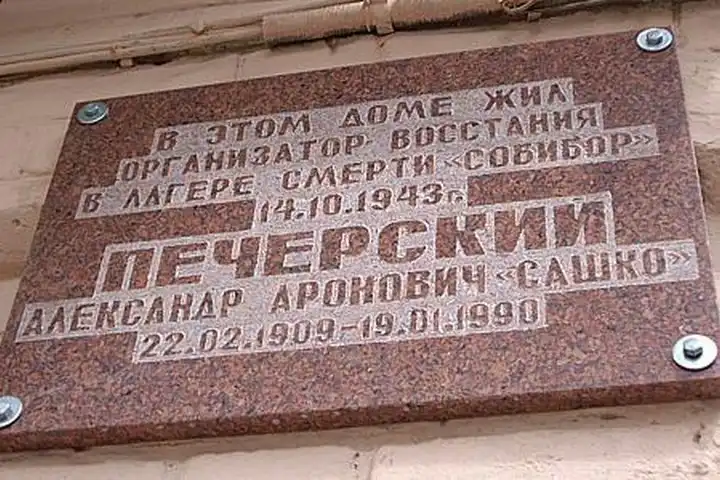 В ЭТОМ ДОМЕ ЖИЛ
ОРГАНИЗАТОР ВОССТАНИЯ
В ЛАГЕРЕ СМЕРТИ «СОБИБОР»
14.10.1943г.
ПЕЧЕРСКИЙ
АЛЕКСАНДР АРОНОВИЧ «САШКО»
22.02.1909-19.01.1990